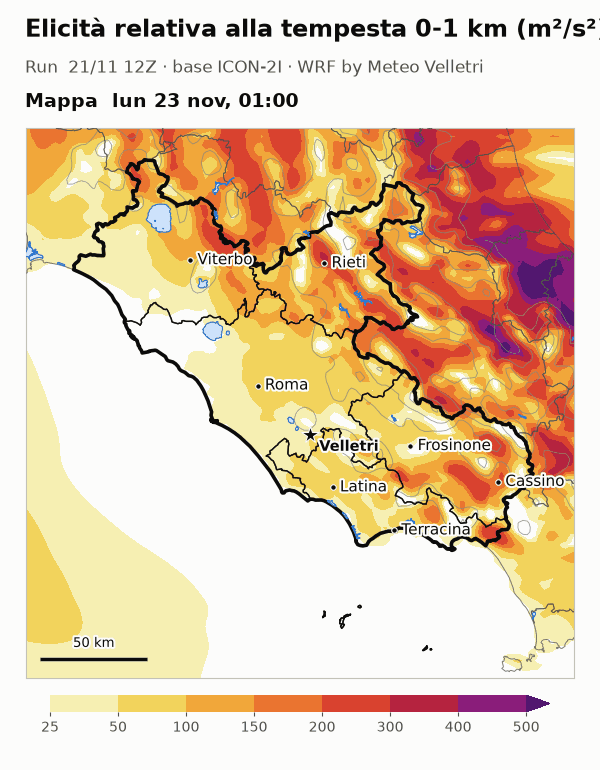 Elicità relativa alla tempesta 0-1 km (m²/s²)
Run  21/11 12Z · base ICON-2I · WRF by Meteo Velletri
Mappa  lun 23 nov, 01:00
Viterbo
Rieti
Roma
Velletri
Frosinone
Cassino
Latina
Terracina
50 km
25 50 100 150 200 300 400 500